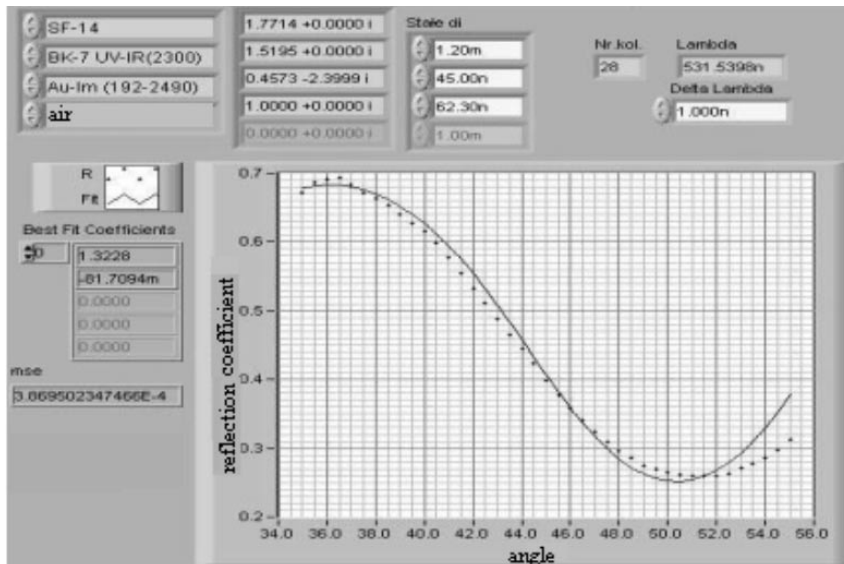 SF-14
BK-7 UV-IR(2300)
Au-Im (192-2490)
air
1.7714 +0.0000 i
1.5195 +0.0000 i
0.4573 -2.3999 i
1.0000 +0.0000 i
0.0000 +0.0000 i
Stale di
1.20m
45.00n
62.30n
1.00m
Nr.kol.
28
Lambda
531.5398n
Delta Lambda
1.000n
R
Fit
Best Fit Coefficients
0
1.3228
-81.7094m
0.0000
0.0000
0.0000
mse
3.869502347466E-4
reflection coefficient
0.7
0.6
0.5
0.4
0.3
0.2
34.0 36.0 38.0 40.0 42.0 44.0 46.0 48.0 50.0 52.0 54.0 56.0
angle